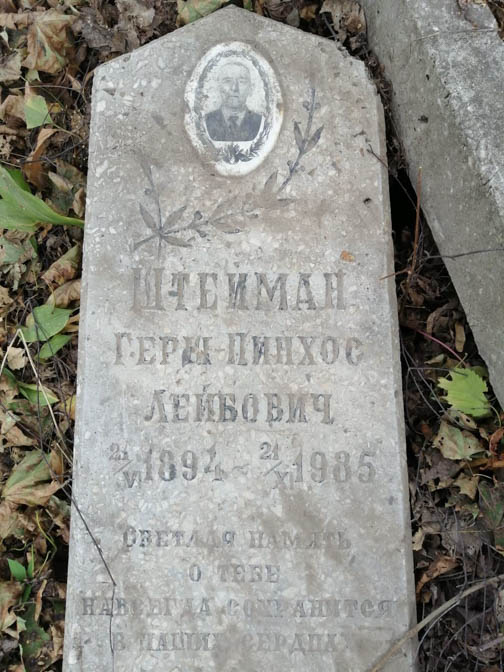 ШТЕЙМАН
ГЕРШ-ПИНХОС
ЛЕЙБОВИЧ
21/VI 1894 - 21/XI 1985
СВЕТЛАЯ ПАМЯТЬ
О ТЕБЕ
НАВСЕГДА СОХРАНИТСЯ
В НАШИХ СЕРДЦАХ